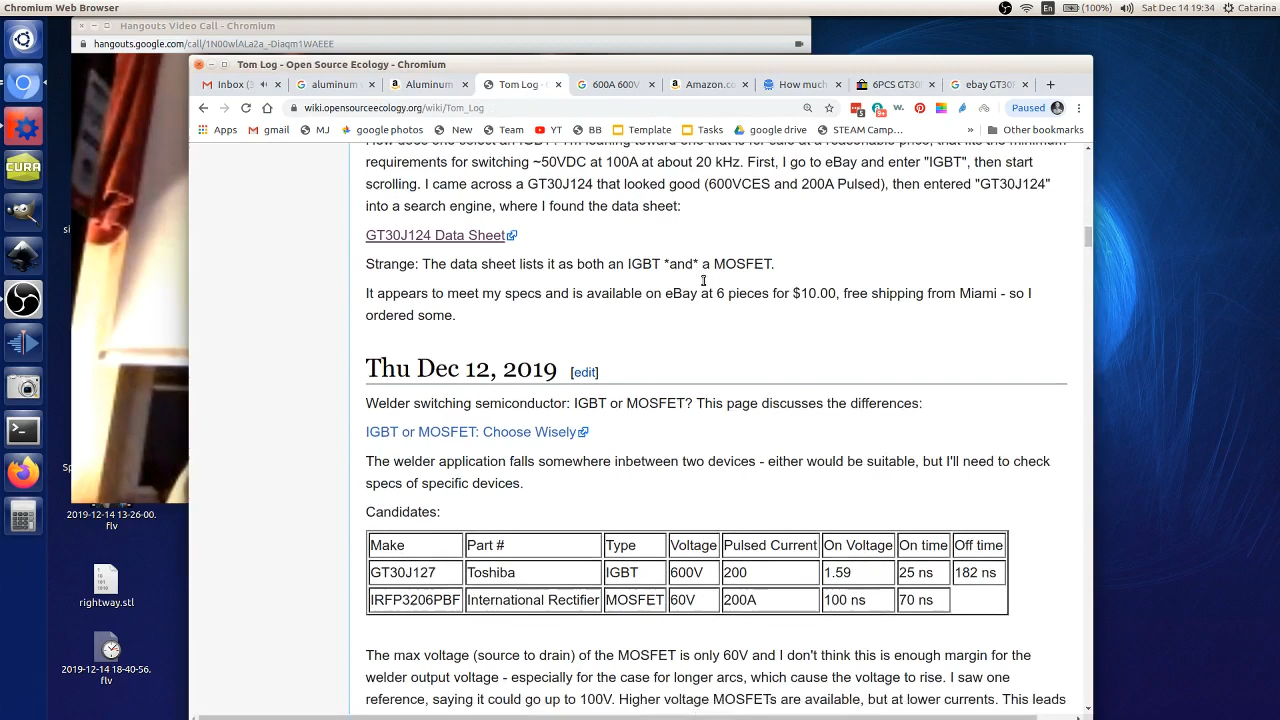 Chromium Web Browser
En
(100%)
Sat Dec 14 19:34
Catarina
Hangouts Video Call - Chromium
hangouts.google.com/call/1N00wlALa2a_-Diaqm1WAEEE
Tom Log - Open Source Ecology - Chromium
Inbox (3
aluminum
Aluminum
Tom Log -
600A 600V
Amazon.co
How much
6PCS GT30
ebay GT30
wiki.opensourceecology.org/wiki/Tom_Log
Paused
Apps
gmail
MJ
google photos
New
Team
YT
BB
Template
Tasks
google drive
STEAM Camp...
»
Other bookmarks
requirements for switching ~50VDC at 100A at about 20 kHz. First, I go to eBay and enter "IGBT", then start
scrolling. I came across a GT30J124 that looked good (600VCES and 200A Pulsed), then entered "GT30J124"
into a search engine, where I found the data sheet:
GT30J124 Data Sheet
Strange: The data sheet lists it as both an IGBT *and* a MOSFET.
It appears to meet my specs and is available on eBay at 6 pieces for $10.00, free shipping from Miami - so I
ordered some.
Thu Dec 12, 2019 [edit]
Welder switching semiconductor: IGBT or MOSFET? This page discusses the differences:
IGBT or MOSFET: Choose Wisely
The welder application falls somewhere inbetween two devices - either would be suitable, but I'll need to check
specs of specific devices.
Candidates:
Make Part # Type Voltage Pulsed Current On Voltage On time Off time
GT30J127 Toshiba IGBT 600V 200 1.59 25 ns 182 ns
IRFP3206PBF International Rectifier MOSFET 60V 200A 100 ns 70 ns
The max voltage (source to drain) of the MOSFET is only 60V and I don't think this is enough margin for the
welder output voltage - especially for the case for longer arcs, which cause the voltage to rise. I saw one
reference, saying it could go up to 100V. Higher voltage MOSFETs are available, but at lower currents. This leads
CURA
2019-12-14 13-26-00.
flv
rightway.stl
2019-12-14 18-40-56.
flv